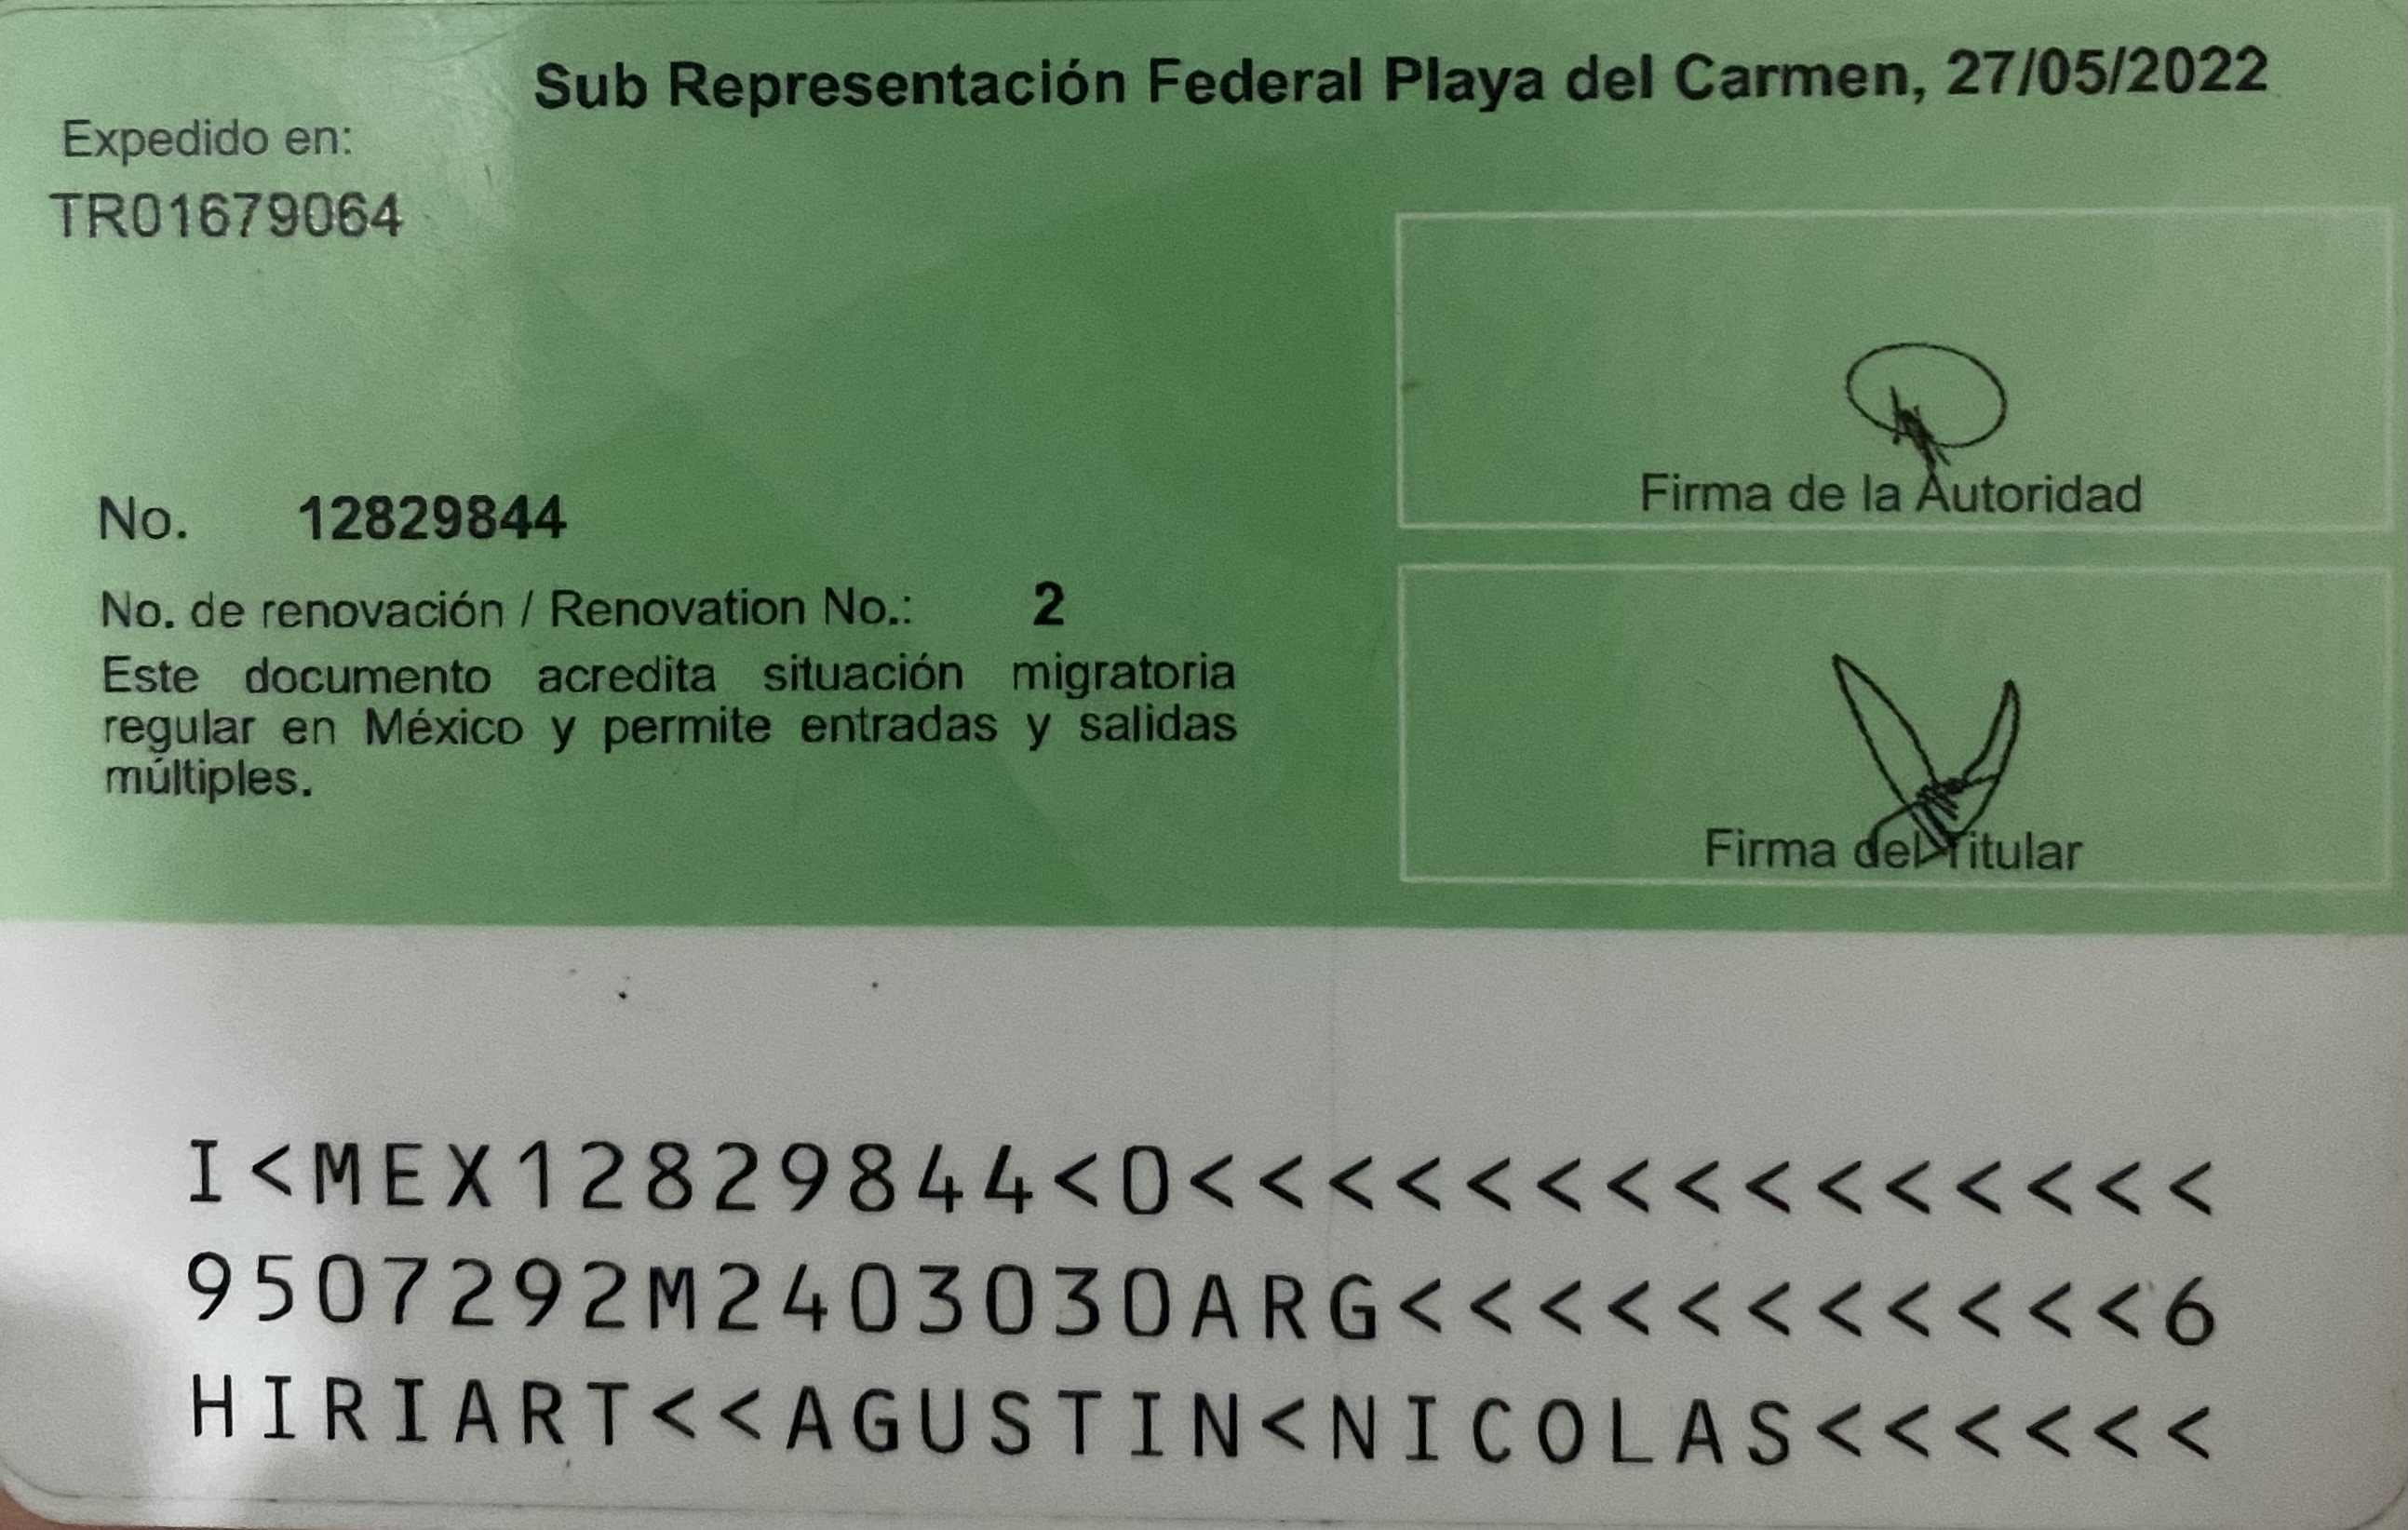 Sub Representación Federal Playa del Carmen, 27/05/2022
Expedido en:
TR01679064
Firma de la Autoridad
No. 12829844
No. de renovación / Renovation No.: 2
Este documento acredita situación migratoria
regular en México y permite entradas y salidas
múltiples.
Firma del Titular
I<MEX12829844<0<<<<<<<<<<<<<<<
9507292M2403030ARG<<<<<<<<<<<6
HIRIART<<AGUSTIN<NICOLAS<<<<<<